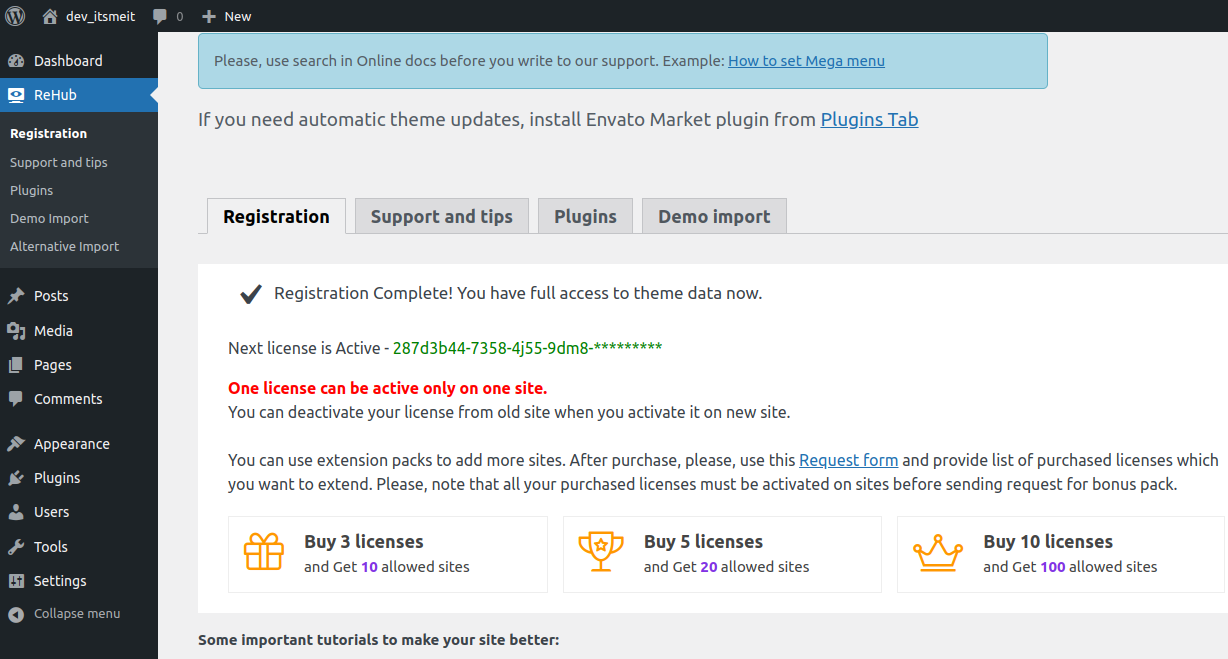 dev_itsmeit 0 New
Dashboard
ReHub
Registration
Support and tips
Plugins
Demo Import
Alternative Import
Posts
Media
Pages
Comments
Appearance
Plugins
Users
Tools
Settings
Collapse menu
Please, use search in Online docs before you write to our support. Example: How to set Mega menu
If you need automatic theme updates, install Envato Market plugin from Plugins Tab
Registration Support and tips Plugins Demo import
Registration Complete! You have full access to theme data now.
Next license is Active - 287d3b44-7358-4j55-9dm8-*********
One license can be active only on one site.
You can deactivate your license from old site when you activate it on new site.
You can use extension packs to add more sites. After purchase, please, use this Request form and provide list of purchased licenses which
you want to extend. Please, note that all your purchased licenses must be activated on sites before sending request for bonus pack.
Buy 3 licenses
and Get 10 allowed sites
Buy 5 licenses
and Get 20 allowed sites
Buy 10 licenses
and Get 100 allowed sites
Some important tutorials to make your site better: